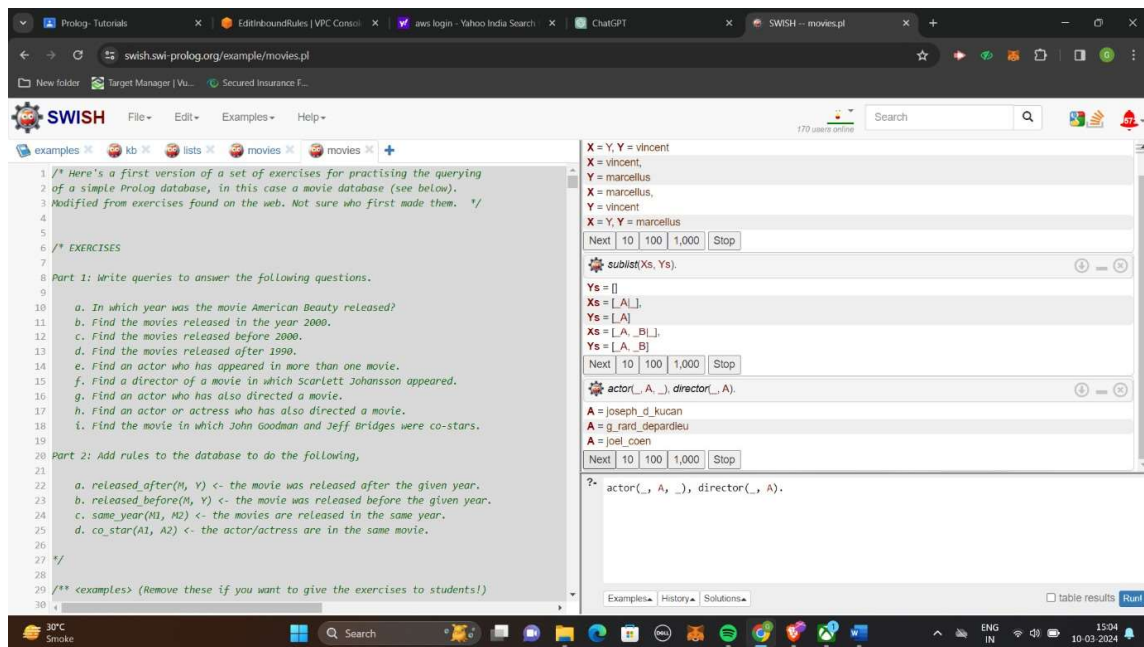 Prolog- Tutorials
EditInboundRules | VPC Consol
aws login - Yahoo India Search
ChatGPT
SWISH -- movies.pl
swish.swi-prolog.org/example/movies.pl
New folder
Target Manager | Vu...
Secured Insurance F...
SWISH
File
Edit
Examples
Help
170 users online
Search
57
examples
kb
lists
movies
movies
1 /* Here's a first version of a set of exercises for practising the querying
2 of a simple Prolog database, in this case a movie database (see below).
3 Modified from exercises found on the web. Not sure who first made them. */
4
5
6 /* EXERCISES
7
8 Part 1: Write queries to answer the following questions.
9
10 a. In which year was the movie American Beauty released?
11 b. Find the movies released in the year 2000.
12 c. Find the movies released before 2000.
13 d. Find the movies released after 1990.
14 e. Find an actor who has appeared in more than one movie.
15 f. Find a director of a movie in which Scarlett Johansson appeared.
16 g. Find an actor who has also directed a movie.
17 h. Find an actor or actress who has also directed a movie.
18 i. Find the movie in which John Goodman and Jeff Bridges were co-stars.
19
20 Part 2: Add rules to the database to do the following,
21
22 a. released_after(M, Y) <- the movie was released after the given year.
23 b. released_before(M, Y) <- the movie was released before the given year.
24 c. same_year(M1, M2) <- the movies are released in the same year.
25 d. co_star(A1, A2) <- the actor/actress are in the same movie.
26
27 */
28
29 /** <examples> (Remove these if you want to give the exercises to students!)
30
X = Y, Y = vincent
X = vincent,
Y = marcellus
X = marcellus,
Y = vincent
X = Y, Y = marcellus
Next 10 100 1,000 Stop
sublist(Xs, Ys).
Ys = []
Xs = [_A|_],
Ys = [_A]
Xs = [_A, _B|_],
Ys = [_A, _B]
Next 10 100 1,000 Stop
actor(_, A, _), director(_, A).
A = joseph_d_kucan
A = g_rard_depardieu
A = joel_coen
Next 10 100 1,000 Stop
?- actor(_, A, _), director(_, A).
Examples History Solutions
table results Run!
30°C
Smoke
Search
ENG
IN
15:04
10-03-2024